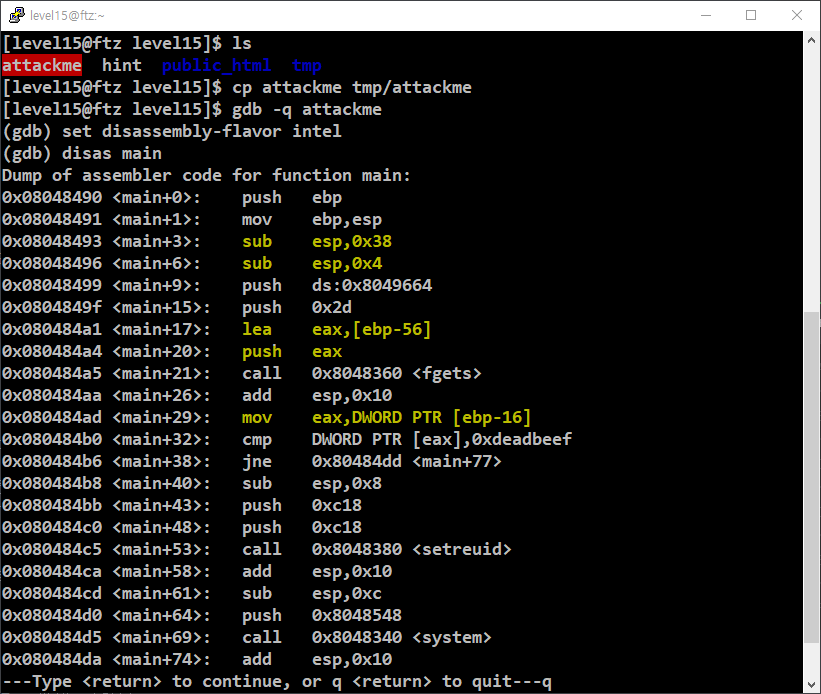 level15@ftz:~
[level15@ftz level15]$ ls
attackme  hint  public_html  tmp
[level15@ftz level15]$ cp attackme tmp/attackme
[level15@ftz level15]$ gdb -q attackme
(gdb) set disassembly-flavor intel
(gdb) disas main
Dump of assembler code for function main:
0x08048490 <main+0>:    push   ebp
0x08048491 <main+1>:    mov    ebp,esp
0x08048493 <main+3>:    sub    esp,0x38
0x08048496 <main+6>:    sub    esp,0x4
0x08048499 <main+9>:    push   ds:0x8049664
0x0804849f <main+15>:   push   0x2d
0x080484a1 <main+17>:   lea    eax,[ebp-56]
0x080484a4 <main+20>:   push   eax
0x080484a5 <main+21>:   call   0x8048360 <fgets>
0x080484aa <main+26>:   add    esp,0x10
0x080484ad <main+29>:   mov    eax,DWORD PTR [ebp-16]
0x080484b0 <main+32>:   cmp    DWORD PTR [eax],0xdeadbeef
0x080484b6 <main+38>:   jne    0x80484dd <main+77>
0x080484b8 <main+40>:   sub    esp,0x8
0x080484bb <main+43>:   push   0xc18
0x080484c0 <main+48>:   push   0xc18
0x080484c5 <main+53>:   call   0x8048380 <setreuid>
0x080484ca <main+58>:   add    esp,0x10
0x080484cd <main+61>:   sub    esp,0xc
0x080484d0 <main+64>:   push   0x8048548
0x080484d5 <main+69>:   call   0x8048340 <system>
0x080484da <main+74>:   add    esp,0x10
---Type <return> to continue, or q <return> to quit---q